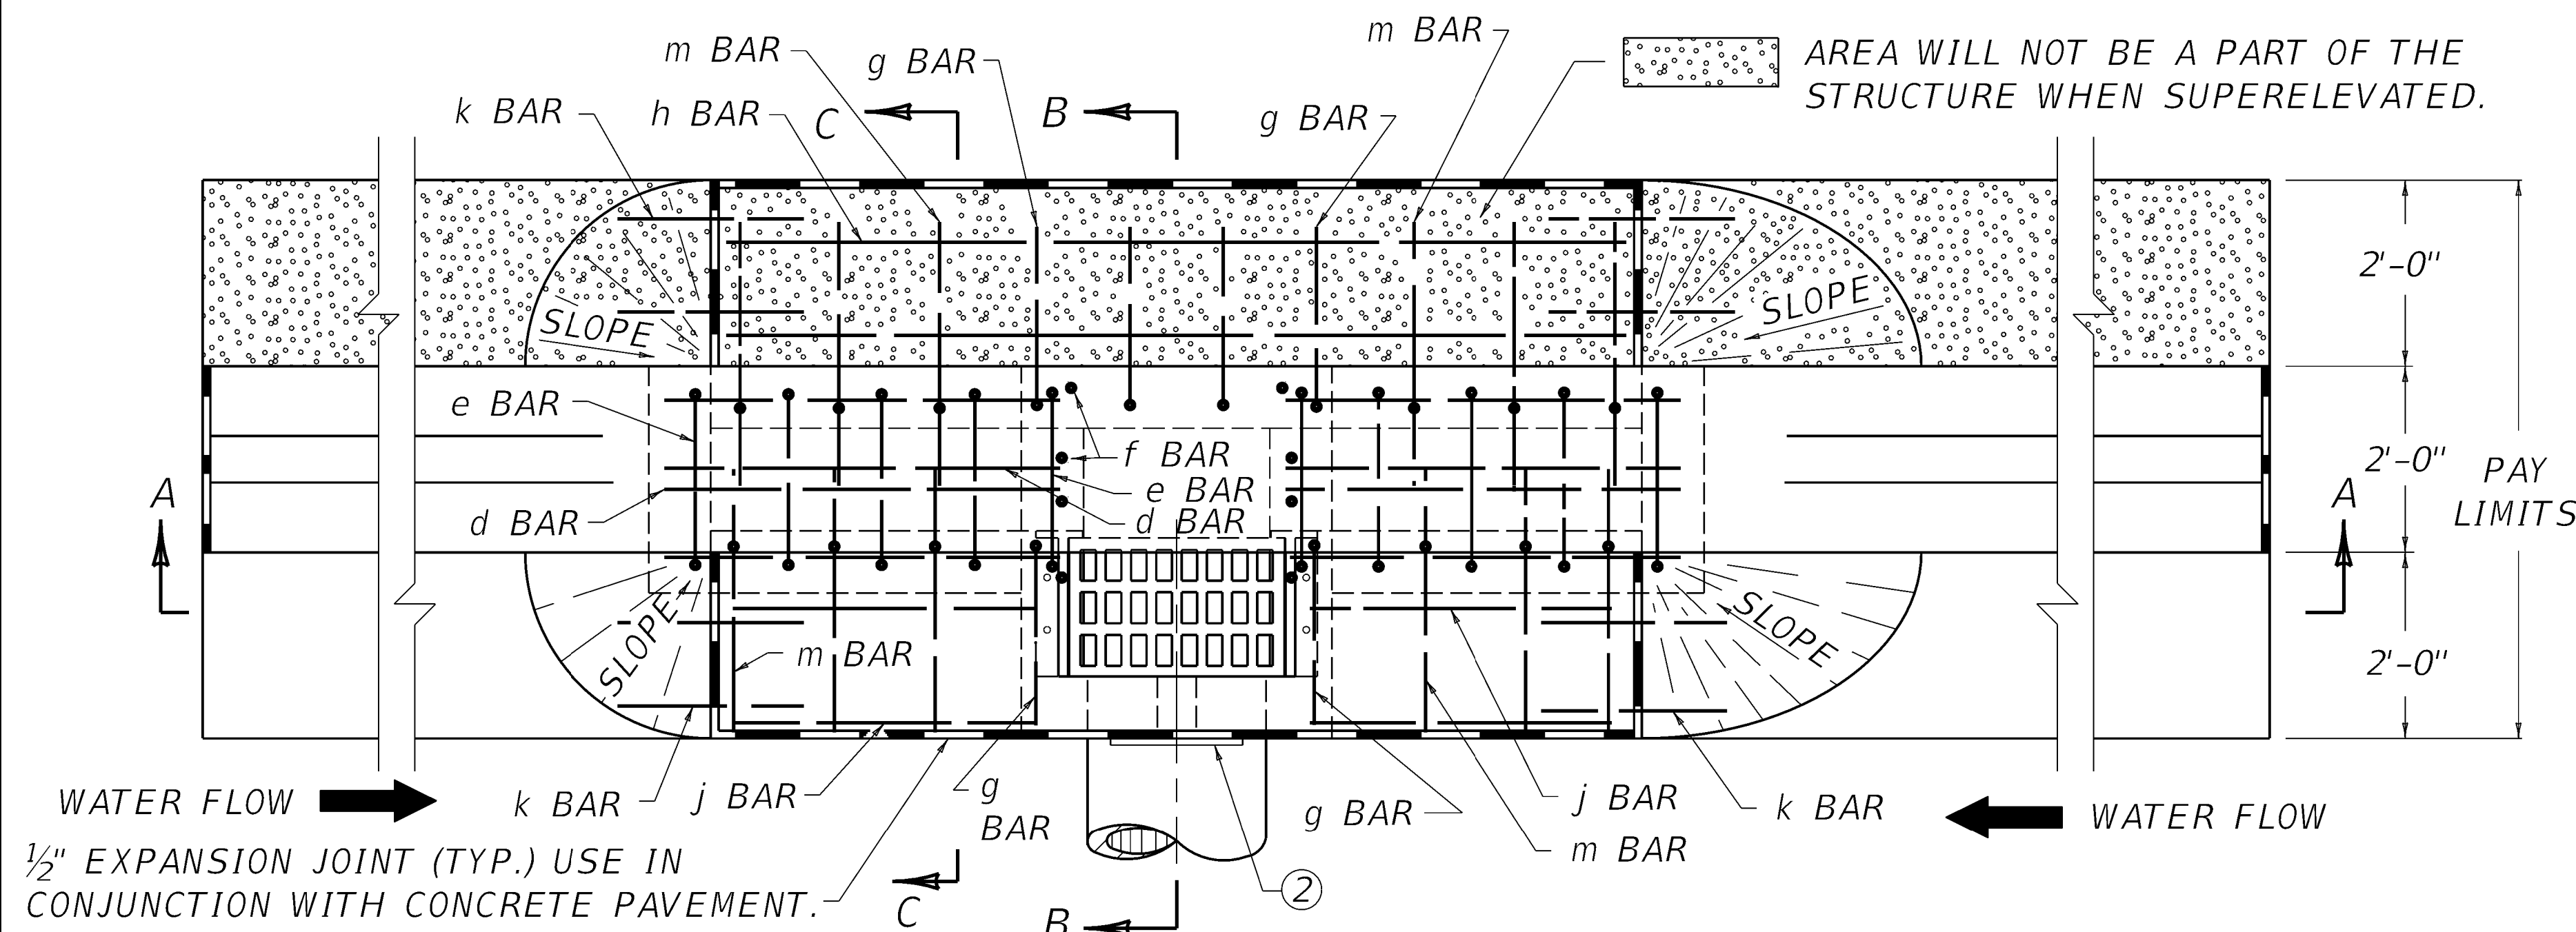 m BAR
m BAR
g BAR
AREA WILL NOT BE A PART OF THE
STRUCTURE WHEN SUPERELEVATED.
k BAR
h BAR
C
B
g BAR
2'-0"
SLOPE
SLOPE
e BAR
f BAR
2'-0"
PAY
LIMITS
A
e BAR
A
d BAR
d BAR
SLOPE
SLOPE
m BAR
2'-0"
WATER FLOW
k BAR
j BAR
g
BAR
g BAR
j BAR
k BAR
WATER FLOW
m BAR
½" EXPANSION JOINT (TYP.) USE IN
CONJUNCTION WITH CONCRETE PAVEMENT.
C
B
2